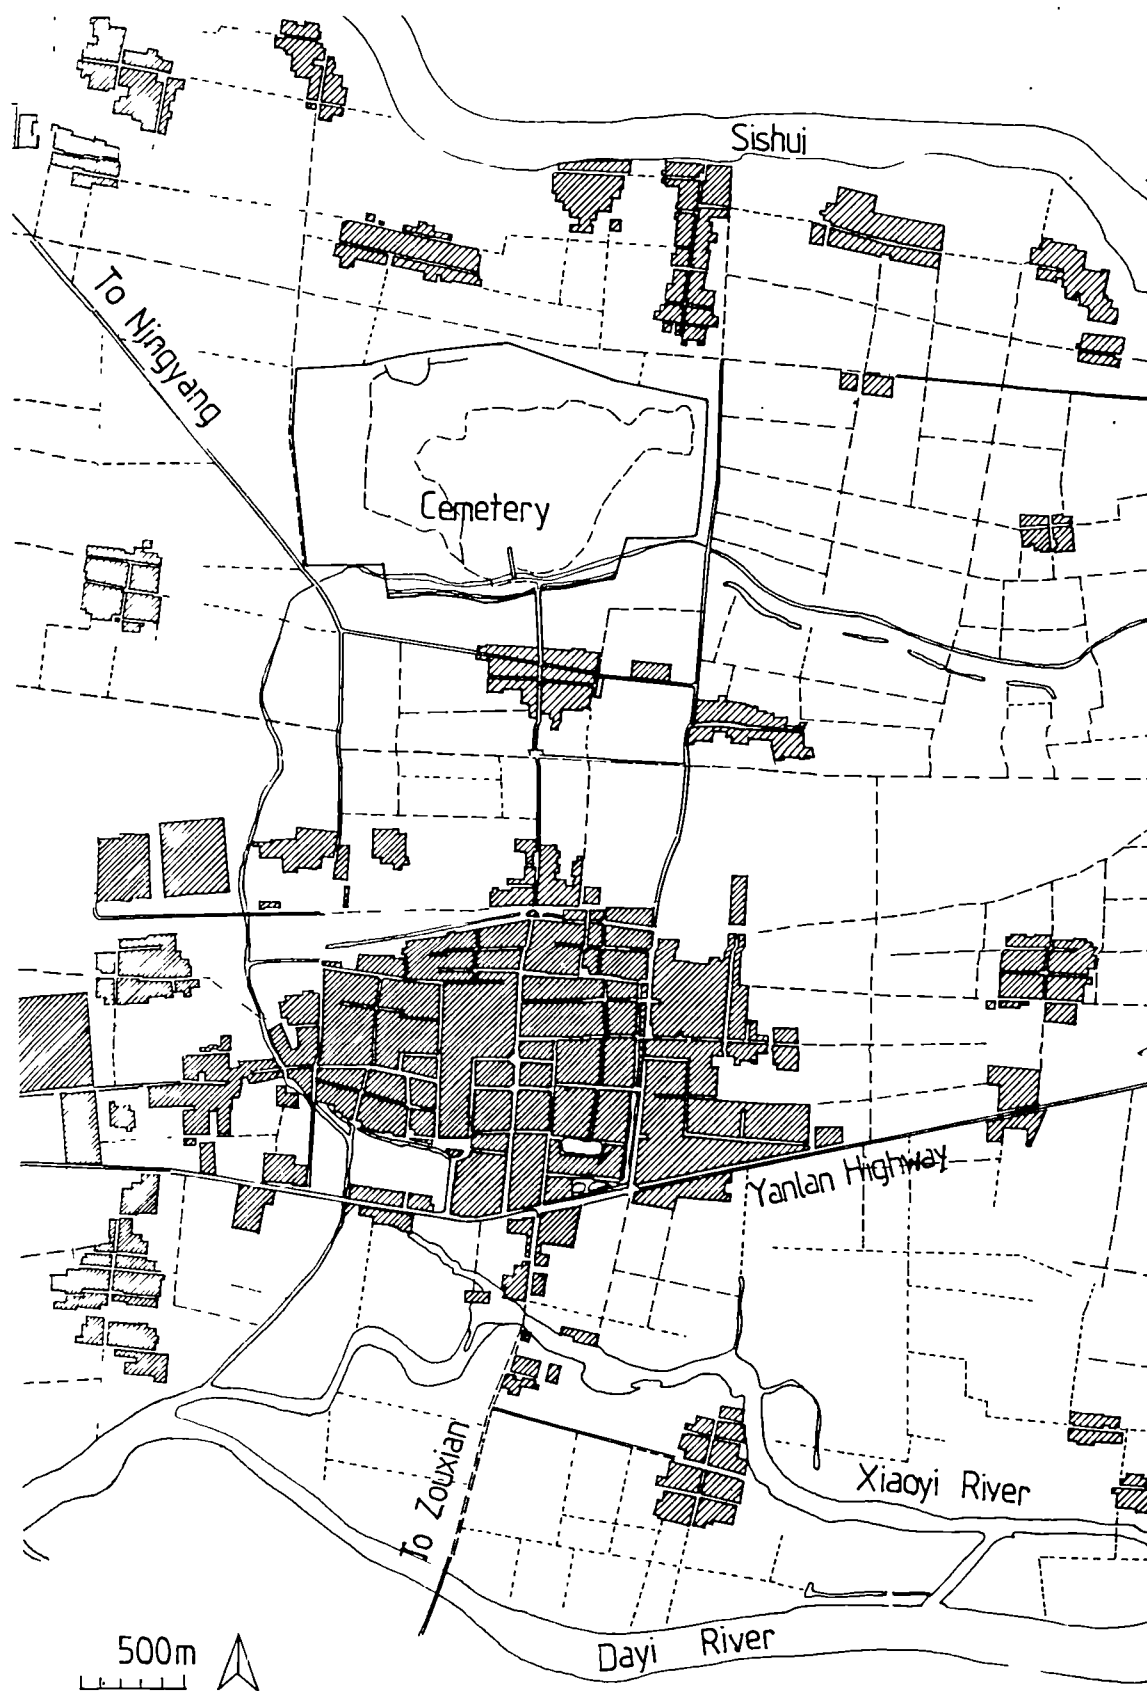 Sishui
To Ningyang
Cemetery
Yanlan Highway
Xiaoyi River
To Zouxian
Dayi River
500m